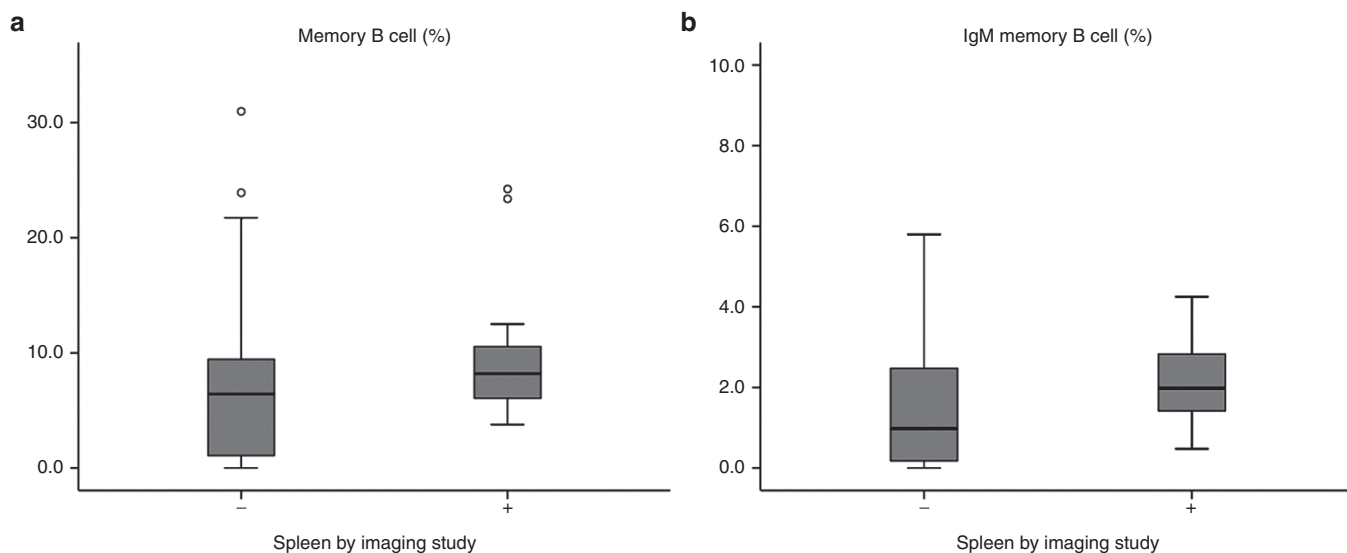 a
Memory B cell (%)
30.0
20.0
10.0
0.0
− +
Spleen by imaging study
b
IgM memory B cell (%)
10.0
8.0
6.0
4.0
2.0
0.0
− +
Spleen by imaging study